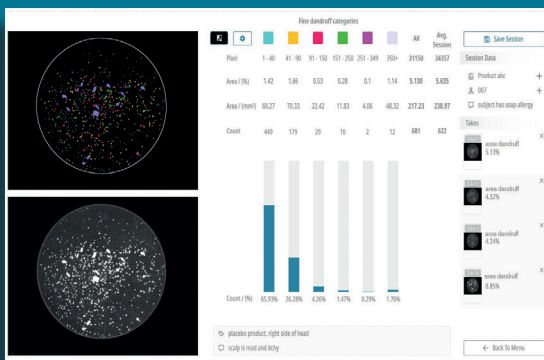 Fine dandruff categories
All Avg. Session
Pixel 1 - 40 41 - 90 91 - 150 151 - 250 251 - 349 350+ 31150 34357
Area / (%) 1.42 1.66 0.53 0.28 0.1 1.14 5.130 5.635
Area / (mm²) 60.27 70.33 22.42 11.83 4.06 48.32 217.23 238,97
Count 449 179 29 10 2 12 681 622
Count / (%) 65.93% 26.28% 4.26% 1.47% 0.29% 1.76%
placebo product, right side of head
scalp is read and itchy
Save Session
Session Data
Product abc
007
subject has soap allergy
Takes
area dandruff
5.13%
area dandruff
4.32%
area dandruff
4.24%
area dandruff
8.85%
← Back To Menu